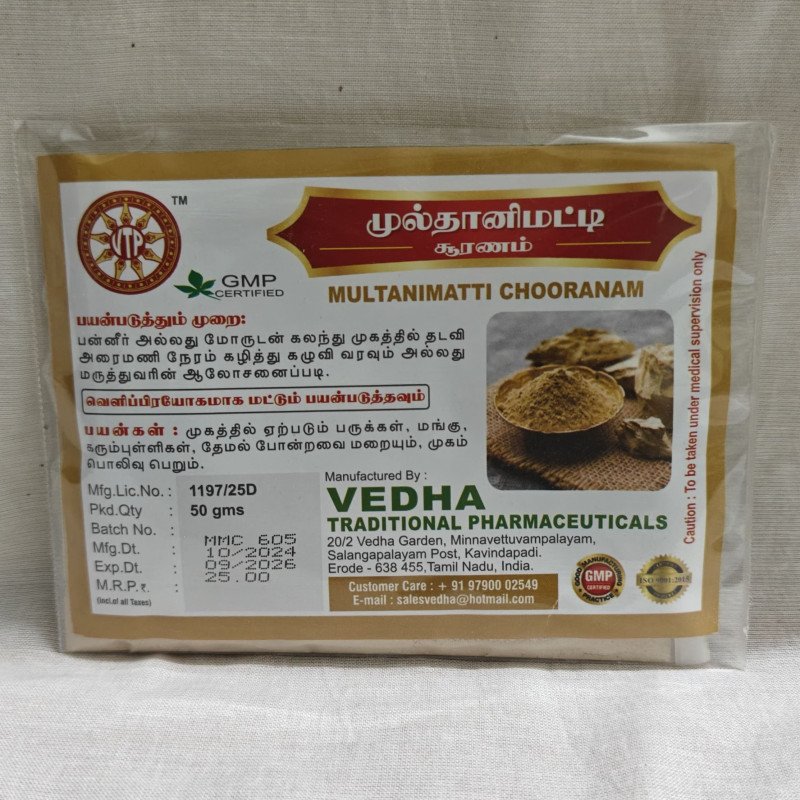 VTP
TM
GMP
CERTIFIED
முல்தானிமட்டி
சூரணம்
MULTANIMATTI CHOORANAM
பயன்படுத்தும் முறை:
பன்னீர் அல்லது மோருடன் கலந்து முகத்தில் தடவி
அரைமணி நேரம் கழித்து கழுவி வரவும் அல்லது
மருத்துவரின் ஆலோசனைப்படி.
வெளிப்பிரயோகமாக மட்டும் பயன்படுத்தவும்
பயன்கள் : முகத்தில் ஏற்படும் பருக்கள், மங்கு,
கரும்புள்ளிகள், தேமல் போன்றவை மறையும், முகம்
பொலிவு பெறும்.
Mfg.Lic.No. : 1197/25D
Pkd.Qty : 50 gms
Batch No. : MMC 605
Mfg.Dt. : 10/2024
Exp.Dt. : 09/2026
M.R.P.₹. : 25.00
(incl.of all Taxes)
Manufactured By :
VEDHA
TRADITIONAL PHARMACEUTICALS
20/2 Vedha Garden, Minnavettuvampalayam,
Salangapalayam Post, Kavindapadi.
Erode - 638 455,Tamil Nadu, India.
Customer Care : + 91 97900 02549
E-mail : salesvedha@hotmail.com
GOOD MANUFACTURING
GMP
CERTIFIED
PRACTICE
ISO 9001:2015
Caution : To be taken under medical supervision only